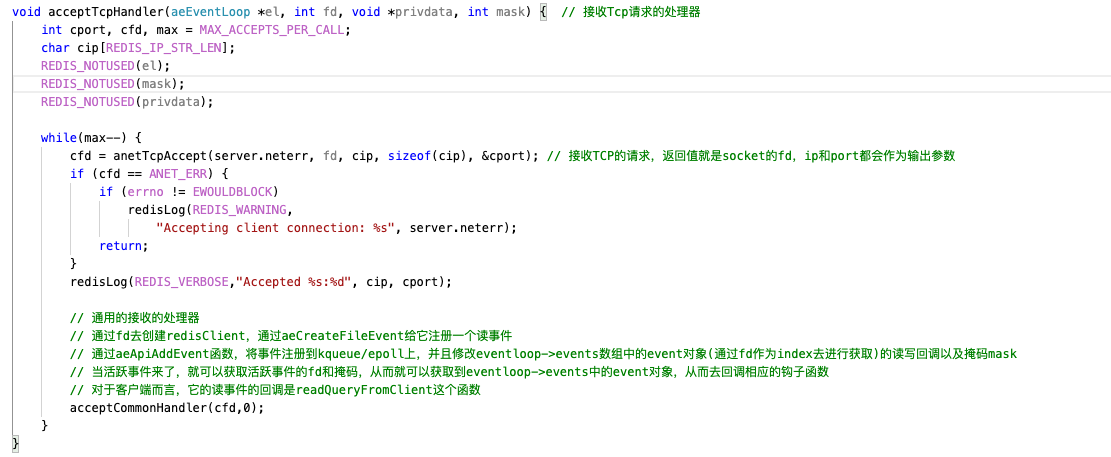 void acceptTcpHandler(aeEventLoop *el, int fd, void *privdata, int mask) {  // 接收Tcp请求的处理器
    int cport, cfd, max = MAX_ACCEPTS_PER_CALL;
    char cip[REDIS_IP_STR_LEN];
    REDIS_NOTUSED(el);
    REDIS_NOTUSED(mask);
    REDIS_NOTUSED(privdata);

    while(max--) {
        cfd = anetTcpAccept(server.neterr, fd, cip, sizeof(cip), &cport); // 接收TCP的请求，返回值就是socket的fd，ip和port都会作为输出参数
        if (cfd == ANET_ERR) {
            if (errno != EWOULDBLOCK)
                redisLog(REDIS_WARNING,
                    "Accepting client connection: %s", server.neterr);
            return;
        }
        redisLog(REDIS_VERBOSE,"Accepted %s:%d", cip, cport);

        // 通用的接收的处理器
        // 通过fd去创建redisClient，通过aeCreateFileEvent给它注册一个读事件
        // 通过aeApiAddEvent函数，将事件注册到kqueue/epoll上，并且修改eventloop->events数组中的event对象(通过fd作为index去进行获取)的读写回调以及掩码mask
        // 当活跃事件来了，就可以获取活跃事件的fd和掩码，从而就可以获取到eventloop->events中的event对象，从而去回调相应的钩子函数
        // 对于客户端而言，它的读事件的回调是readQueryFromClient这个函数
        acceptCommonHandler(cfd,0);
    }
}